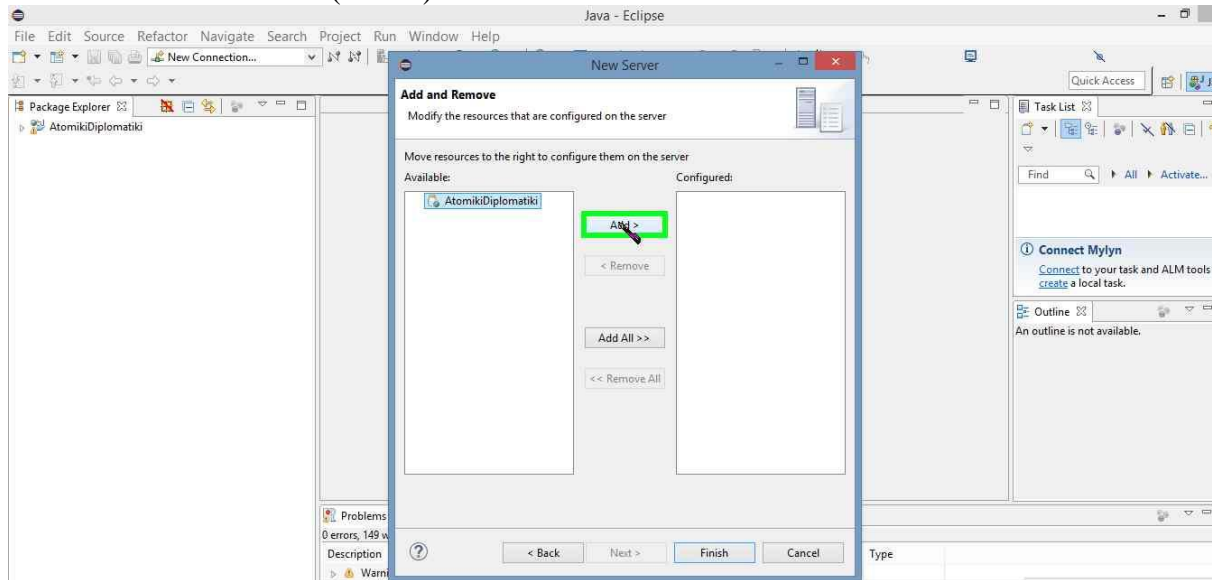 Java - Eclipse
File Edit Source Refactor Navigate Search Project Run Window Help
New Connection...
Quick Access
Package Explorer
AtomikiDiplomatiki
New Server
Add and Remove
Modify the resources that are configured on the server
Move resources to the right to configure them on the server
Available:
Configured:
AtomikiDiplomatiki
Add >
< Remove
Add All >>
<< Remove All
< Back
Next >
Finish
Cancel
Task List
Find
All
Activate...
Connect Mylyn
Connect to your task and ALM tools
create a local task.
Outline
An outline is not available.
Problems
0 errors, 149 w
Description
Type
Warni